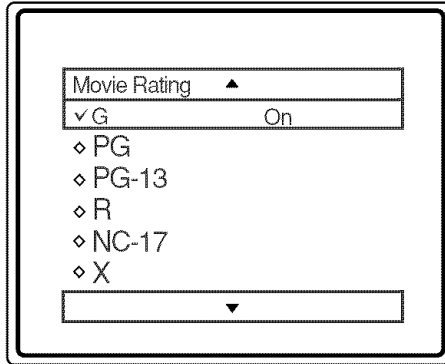 Movie Rating ▲
✓G On
◇ PG
◇ PG-13
◇ R
◇ NC-17
◇ X
▼